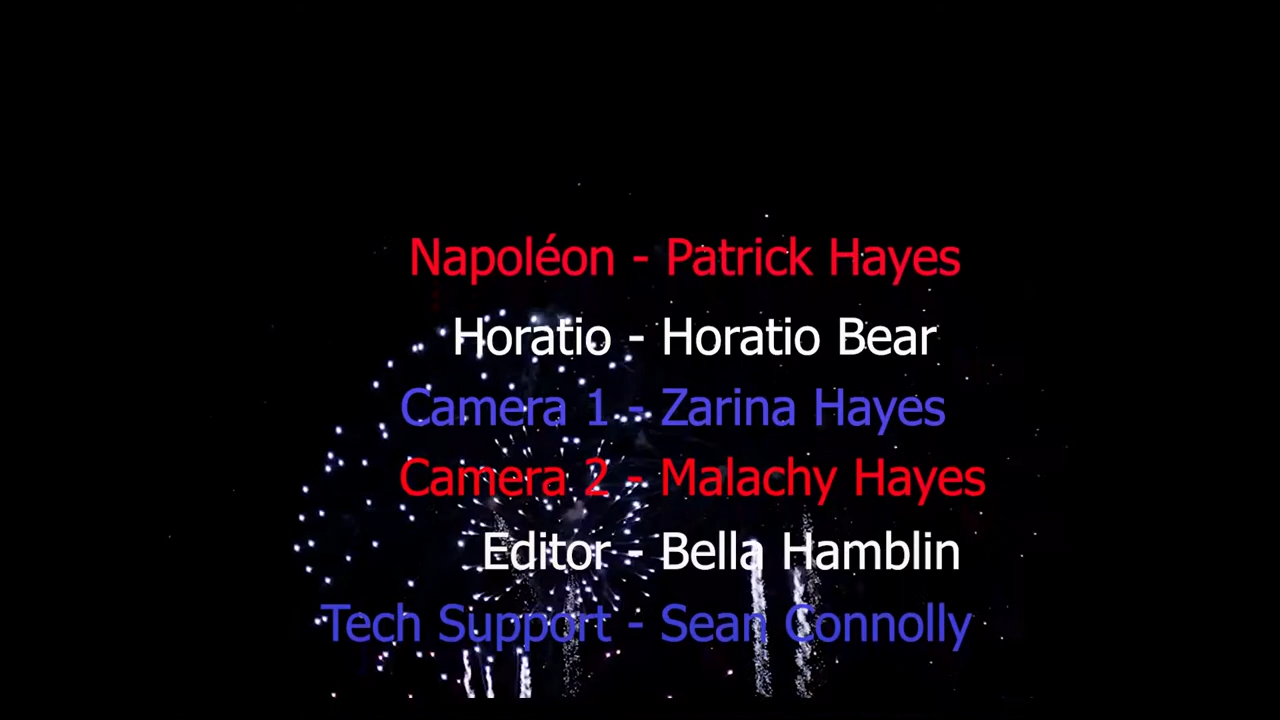 Napoléon - Patrick Hayes
Horatio - Horatio Bear
Camera 1 - Zarina Hayes
Camera 2 - Malachy Hayes
Editor - Bella Hamblin
Tech Support - Sean Connolly